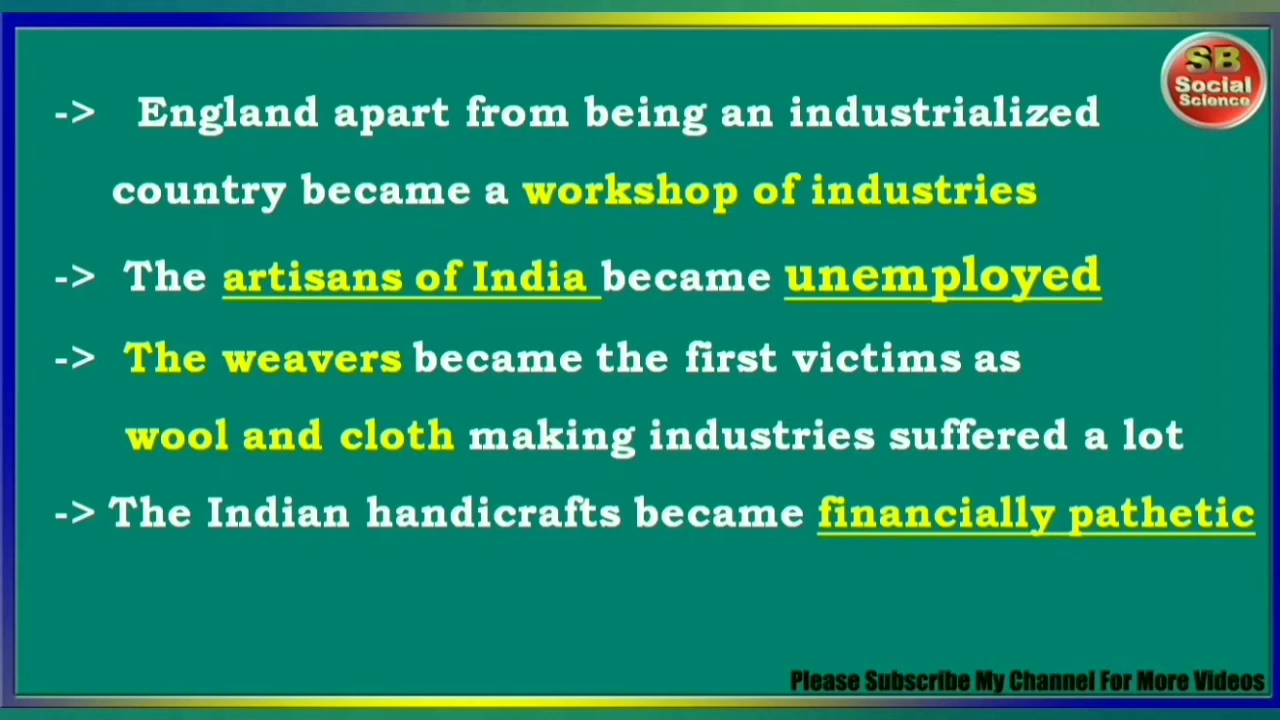 SB
Social
Science
-> England apart from being an industrialized
country became a workshop of industries
-> The artisans of India became unemployed
-> The weavers became the first victims as
wool and cloth making industries suffered a lot
-> The Indian handicrafts became financially pathetic
Please Subscribe My Channel For More Videos